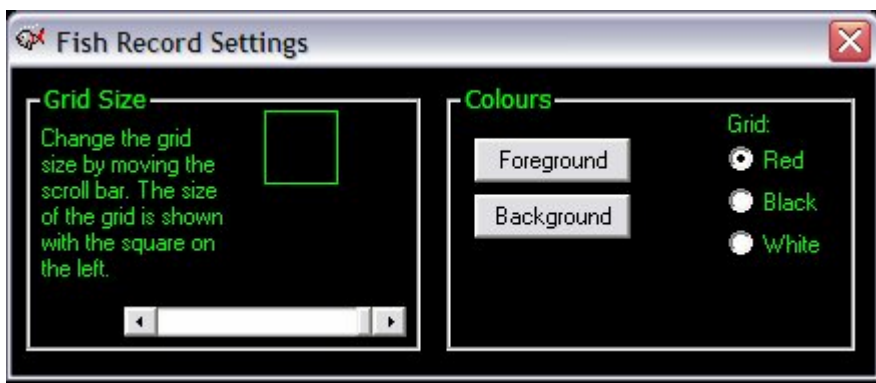 Fish Record Settings
Grid Size
Change the grid
size by moving the
scroll bar. The size
of the grid is shown
with the square on
the left.
Colours
Foreground
Background
Grid:
Red
Black
White